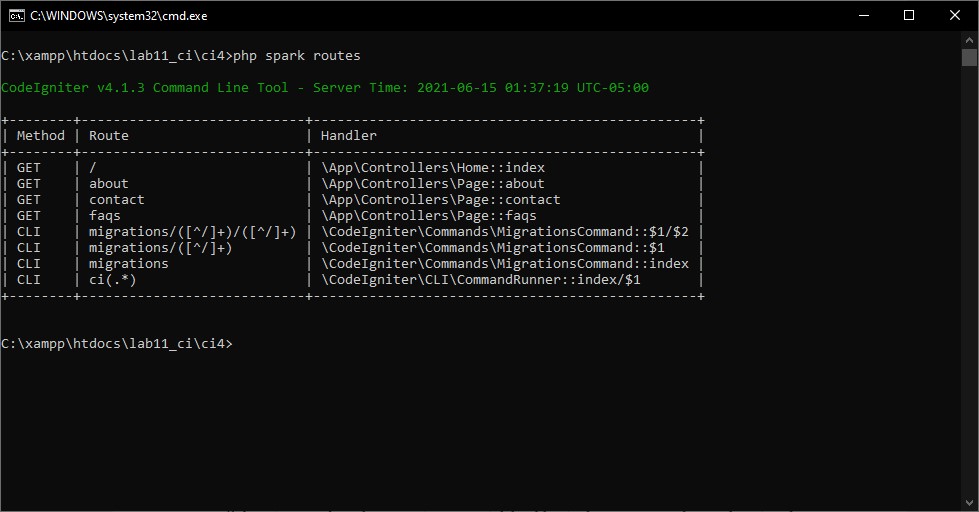 C:\WINDOWS\system32\cmd.exe
C:\xampp\htdocs\lab11_ci\ci4>php spark routes
CodeIgniter v4.1.3 Command Line Tool - Server Time: 2021-06-15 01:37:19 UTC-05:00
+--------+----------------------------+------------------------------------------------+
| Method | Route                      | Handler                                        |
+--------+----------------------------+------------------------------------------------+
| GET    | /                          | \App\Controllers\Home::index                   |
| GET    | about                      | \App\Controllers\Page::about                   |
| GET    | contact                    | \App\Controllers\Page::contact                 |
| GET    | faqs                       | \App\Controllers\Page::faqs                    |
| CLI    | migrations/([^/]+)/([^/]+) | \CodeIgniter\Commands\MigrationsCommand::$1/$2 |
| CLI    | migrations/([^/]+)         | \CodeIgniter\Commands\MigrationsCommand::$1    |
| CLI    | migrations                 | \CodeIgniter\Commands\MigrationsCommand::index |
| CLI    | ci(.*)                     | \CodeIgniter\CLI\CommandRunner::index/$1       |
+--------+----------------------------+------------------------------------------------+
C:\xampp\htdocs\lab11_ci\ci4>